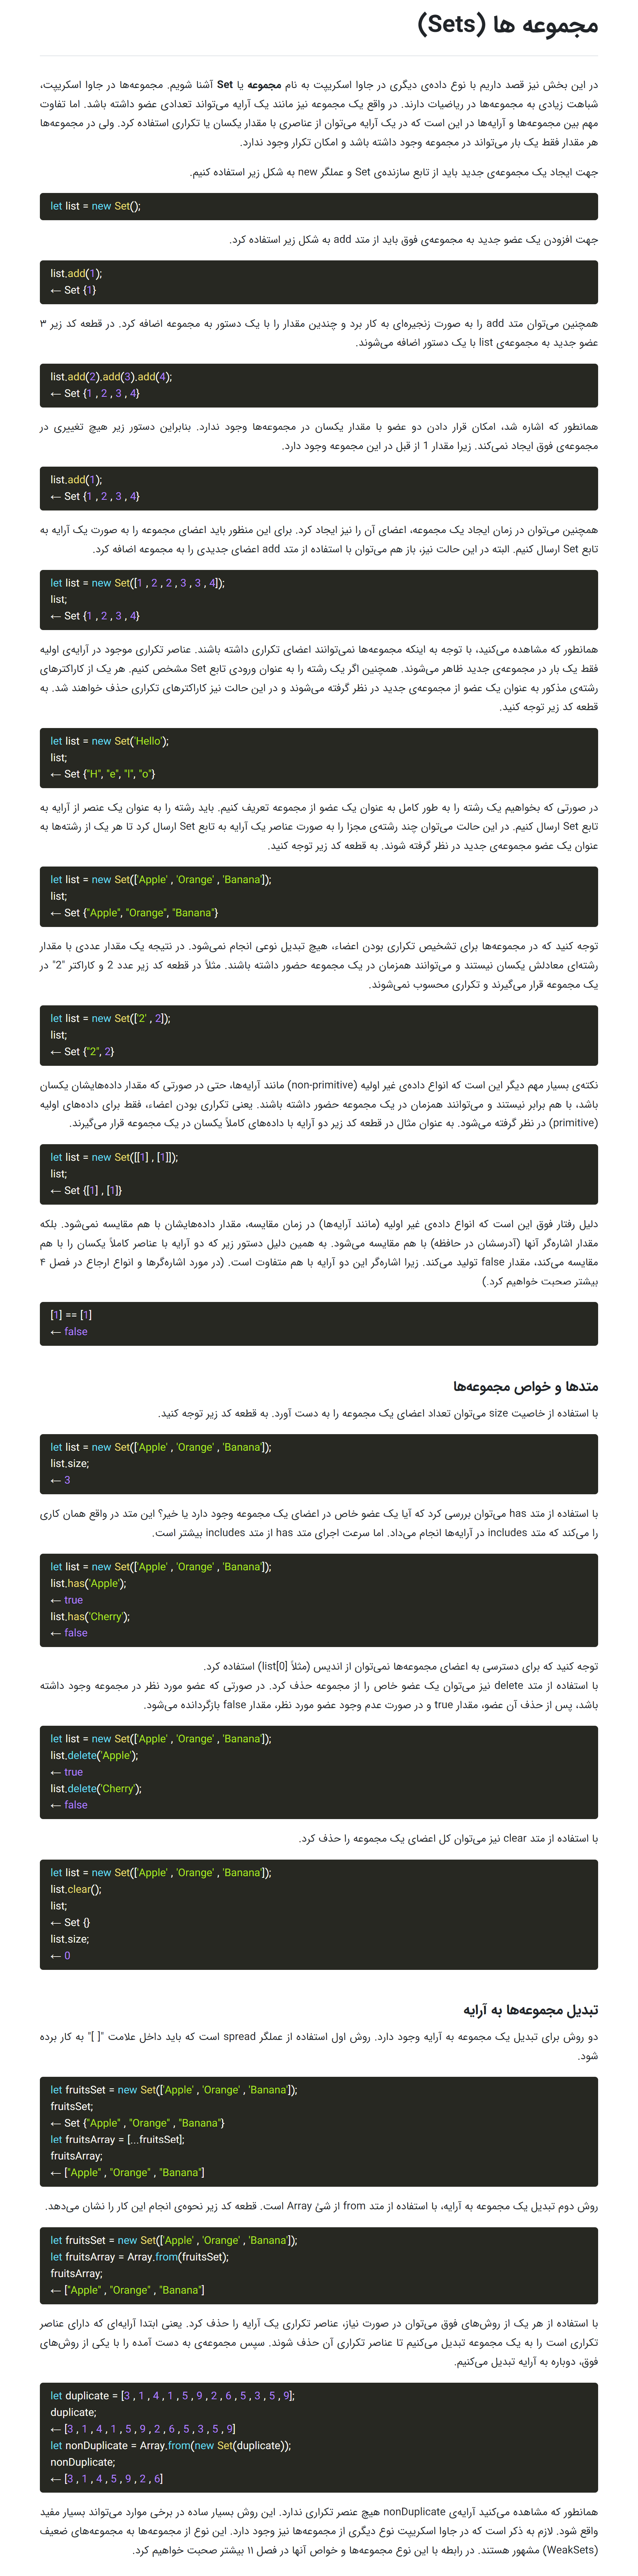 مجموعه ها (Sets)
در این بخش نیز قصد داریم با نوع داده‌ی دیگری در جاوا اسکریپت به نام مجموعه یا Set آشنا شویم. مجموعه‌ها در جاوا اسکریپت،
شباهت زیادی به مجموعه‌ها در ریاضیات دارند. در واقع یک مجموعه نیز مانند یک آرایه می‌تواند تعدادی عضو داشته باشد. اما تفاوت
مهم بین مجموعه‌ها و آرایه‌ها در این است که در یک آرایه می‌توان از عناصری با مقدار یکسان یا تکراری استفاده کرد. ولی در مجموعه‌ها
هر مقدار فقط یک بار می‌تواند در مجموعه وجود داشته باشد و امکان تکرار وجود ندارد.
جهت ایجاد یک مجموعه‌ی جدید باید از تابع سازنده‌ی Set و عملگر new به شکل زیر استفاده کنیم.
let list = new Set();
جهت افزودن یک عضو جدید به مجموعه‌ی فوق باید از متد add به شکل زیر استفاده کرد.
list.add(1);
← Set {1}
همچنین می‌توان متد add را به صورت زنجیره‌ای به کار برد و چندین مقدار را با یک دستور به مجموعه اضافه کرد. در قطعه کد زیر ۳
عضو جدید به مجموعه‌ی list با یک دستور اضافه می‌شوند.
list.add(2).add(3).add(4);
← Set {1 , 2 , 3 , 4}
همانطور که اشاره شد، امکان قرار دادن دو عضو با مقدار یکسان در مجموعه‌ها وجود ندارد. بنابراین دستور زیر هیچ تغییری در
مجموعه‌ی فوق ایجاد نمی‌کند. زیرا مقدار 1 از قبل در این مجموعه وجود دارد.
list.add(1);
← Set {1 , 2 , 3 , 4}
همچنین می‌توان در زمان ایجاد یک مجموعه، اعضای آن را نیز ایجاد کرد. برای این منظور باید اعضای مجموعه را به صورت یک آرایه به
تابع Set ارسال کنیم. البته در این حالت نیز، باز هم می‌توان با استفاده از متد add اعضای جدیدی را به مجموعه اضافه کرد.
let list = new Set([1 , 2 , 2 , 3 , 3 , 4]);
list;
← Set {1 , 2 , 3 , 4}
همانطور که مشاهده می‌کنید، با توجه به اینکه مجموعه‌ها نمی‌توانند اعضای تکراری داشته باشند. عناصر تکراری موجود در آرایه‌ی اولیه
فقط یک بار در مجموعه‌ی جدید ظاهر می‌شوند. همچنین اگر یک رشته را به عنوان ورودی تابع Set مشخص کنیم. هر یک از کاراکترهای
رشته‌ی مذکور به عنوان یک عضو از مجموعه‌ی جدید در نظر گرفته می‌شوند و در این حالت نیز کاراکترهای تکراری حذف خواهند شد. به
قطعه کد زیر توجه کنید.
let list = new Set('Hello');
list;
← Set {"H", "e", "l", "o"}
در صورتی که بخواهیم یک رشته را به طور کامل به عنوان یک عضو از مجموعه تعریف کنیم. باید رشته را به عنوان یک عنصر از آرایه به
تابع Set ارسال کنیم. در این حالت می‌توان چند رشته‌ی مجزا را به صورت عناصر یک آرایه به تابع Set ارسال کرد تا هر یک از رشته‌ها به
عنوان یک عضو مجموعه‌ی جدید در نظر گرفته شوند. به قطعه کد زیر توجه کنید.
let list = new Set(['Apple' , 'Orange' , 'Banana']);
list;
← Set {"Apple", "Orange", "Banana"}
توجه کنید که در مجموعه‌ها برای تشخیص تکراری بودن اعضاء، هیچ تبدیل نوعی انجام نمی‌شود. در نتیجه یک مقدار عددی با مقدار
رشته‌ای معادلش یکسان نیستند و می‌توانند همزمان در یک مجموعه حضور داشته باشند. مثلاً در قطعه کد زیر عدد 2 و کاراکتر "2" در
یک مجموعه قرار می‌گیرند و تکراری محسوب نمی‌شوند.
let list = new Set(['2' , 2]);
list;
← Set {"2", 2}
نکته‌ی بسیار مهم دیگر این است که انواع داده‌ی غیر اولیه (non-primitive) مانند آرایه‌ها، حتی در صورتی که مقدار داده‌هایشان یکسان
باشد، با هم برابر نیستند و می‌توانند همزمان در یک مجموعه حضور داشته باشند. یعنی تکراری بودن اعضاء، فقط برای داده‌های اولیه
(primitive) در نظر گرفته می‌شود. به عنوان مثال در قطعه کد زیر دو آرایه با داده‌های کاملاً یکسان در یک مجموعه قرار می‌گیرند.
let list = new Set([[1] , [1]]);
list;
← Set {[1] , [1]}
دلیل رفتار فوق این است که انواع داده‌ی غیر اولیه (مانند آرایه‌ها) در زمان مقایسه، مقدار داده‌هایشان با هم مقایسه نمی‌شود. بلکه
مقدار اشاره‌گر آنها (آدرسشان در حافظه) با هم مقایسه می‌شود. به همین دلیل دستور زیر که دو آرایه با عناصر کاملاً یکسان را با هم
مقایسه می‌کند، مقدار false تولید می‌کند. زیرا اشاره‌گر این دو آرایه با هم متفاوت است. (در مورد اشاره‌گرها و انواع ارجاع در فصل ۴
بیشتر صحبت خواهیم کرد.)
[1] == [1]
← false
متدها و خواص مجموعه‌ها
با استفاده از خاصیت size می‌توان تعداد اعضای یک مجموعه را به دست آورد. به قطعه کد زیر توجه کنید.
let list = new Set(['Apple' , 'Orange' , 'Banana']);
list.size;
← 3
با استفاده از متد has می‌توان بررسی کرد که آیا یک عضو خاص در اعضای یک مجموعه وجود دارد یا خیر؟ این متد در واقع همان کاری
را می‌کند که متد includes در آرایه‌ها انجام می‌داد. اما سرعت اجرای متد has از متد includes بیشتر است.
let list = new Set(['Apple' , 'Orange' , 'Banana']);
list.has('Apple');
← true
list.has('Cherry');
← false
توجه کنید که برای دسترسی به اعضای مجموعه‌ها نمی‌توان از اندیس (مثلاً list[0]) استفاده کرد.
با استفاده از متد delete نیز می‌توان یک عضو خاص را از مجموعه حذف کرد. در صورتی که عضو مورد نظر در مجموعه وجود داشته
باشد، پس از حذف آن عضو، مقدار true و در صورت عدم وجود عضو مورد نظر، مقدار false بازگردانده می‌شود.
let list = new Set(['Apple' , 'Orange' , 'Banana']);
list.delete('Apple');
← true
list.delete('Cherry');
← false
با استفاده از متد clear نیز می‌توان کل اعضای یک مجموعه را حذف کرد.
let list = new Set(['Apple' , 'Orange' , 'Banana']);
list.clear();
list;
← Set {}
list.size;
← 0
تبدیل مجموعه‌ها به آرایه
دو روش برای تبدیل یک مجموعه به آرایه وجود دارد. روش اول استفاده از عملگر spread است که باید داخل علامت "[ ]" به کار برده
شود.
let fruitsSet = new Set(['Apple' , 'Orange' , 'Banana']);
fruitsSet;
← Set {"Apple" , "Orange" , "Banana"}
let fruitsArray = [...fruitsSet];
fruitsArray;
← ["Apple" , "Orange" , "Banana"]
روش دوم تبدیل یک مجموعه به آرایه، با استفاده از متد from از شئ Array است. قطعه کد زیر نحوه‌ی انجام این کار را نشان می‌دهد.
let fruitsSet = new Set(['Apple' , 'Orange' , 'Banana']);
let fruitsArray = Array.from(fruitsSet);
fruitsArray;
← ["Apple" , "Orange" , "Banana"]
با استفاده از هر یک از روش‌های فوق می‌توان در صورت نیاز، عناصر تکراری یک آرایه را حذف کرد. یعنی ابتدا آرایه‌ای که دارای عناصر
تکراری است را به یک مجموعه تبدیل می‌کنیم تا عناصر تکراری آن حذف شوند. سپس مجموعه‌ی به دست آمده را با یکی از روش‌های
فوق، دوباره به آرایه تبدیل می‌کنیم.
let duplicate = [3 , 1 , 4 , 1 , 5 , 9 , 2 , 6 , 5 , 3 , 5 , 9];
duplicate;
← [3 , 1 , 4 , 1 , 5 , 9 , 2 , 6 , 5 , 3 , 5 , 9]
let nonDuplicate = Array.from(new Set(duplicate));
nonDuplicate;
← [3 , 1 , 4 , 5 , 9 , 2 , 6]
همانطور که مشاهده می‌کنید آرایه‌ی nonDuplicate هیچ عنصر تکراری ندارد. این روش بسیار ساده در برخی موارد می‌تواند بسیار مفید
واقع شود. لازم به ذکر است که در جاوا اسکریپت نوع دیگری از مجموعه‌ها نیز وجود دارد. این نوع از مجموعه‌ها به مجموعه‌های ضعیف
(WeakSets) مشهور هستند. در رابطه با این نوع مجموعه‌ها و خواص آنها در فصل ۱۱ بیشتر صحبت خواهیم کرد.